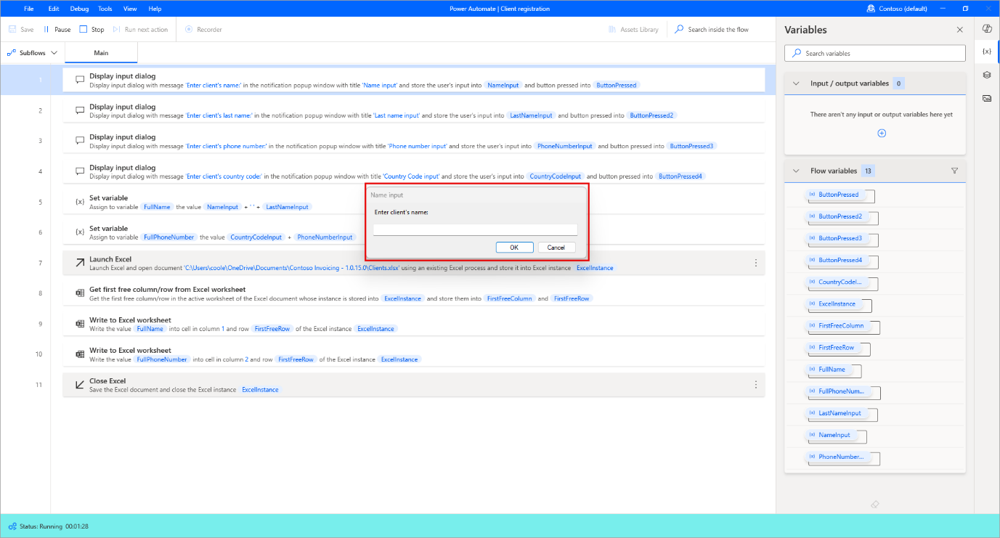 File Edit Debug Tools View Help Power Automate | Client registration Contoso (default)
Save Pause Stop Run next action Recorder Assets Library Search inside the flow
Subflows Main
1 Display input dialog
Display input dialog with message 'Enter client's name:' in the notification popup window with title 'Name input' and store the user's input into NameInput and button pressed into ButtonPressed
2 Display input dialog
Display input dialog with message 'Enter client's last name:' in the notification popup window with title 'Last name input' and store the user's input into LastNameInput and button pressed into ButtonPressed2
3 Display input dialog
Display input dialog with message 'Enter client's phone number:' in the notification popup window with title 'Phone number input' and store the user's input into PhoneNumberInput and button pressed into ButtonPressed3
4 Display input dialog
Display input dialog with message 'Enter client's country code:' in the notification popup window with title 'Country Code input' and store the user's input into CountryCodeInput and button pressed into ButtonPressed4
5 {x} Set variable
Assign to variable FullName the value NameInput + ' ' + LastNameInput
6 {x} Set variable
Assign to variable FullPhoneNumber the value CountryCodeInput + PhoneNumberInput
7 Launch Excel
Launch Excel and open document 'C:\Users\coole\OneDrive\Documents\Contoso Invoicing - 1.0.15.0\Clients.xlsx' using an existing Excel process and store it into Excel instance ExcelInstance
8 Get first free column/row from Excel worksheet
Get the first free column/row in the active worksheet of the Excel document whose instance is stored into ExcelInstance and store them into FirstFreeColumn and FirstFreeRow
9 Write to Excel worksheet
Write the value FullName into cell in column 1 and row FirstFreeRow of the Excel instance ExcelInstance
10 Write to Excel worksheet
Write the value FullPhoneNumber into cell in column 2 and row FirstFreeRow of the Excel instance ExcelInstance
11 Close Excel
Save the Excel document and close the Excel instance ExcelInstance
Name input
Enter client's name:
OK Cancel
Variables
Search variables
{x}
Input / output variables 0
There aren't any input or output variables here yet
Flow variables 13
(x) ButtonPressed
(x) ButtonPressed2
(x) ButtonPressed3
(x) ButtonPressed4
(x) CountryCodeI...
(x) ExcelInstance
(x) FirstFreeColumn
(x) FirstFreeRow
(x) FullName
(x) FullPhoneNum...
(x) LastNameInput
(x) NameInput
(x) PhoneNumber...
Status: Running 00:01:28